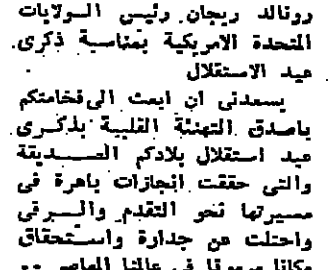 رونالد ريجان رئيس الولايات
المتحدة الامريكية بمناسبة ذكرى
عيد الاستقلال .
يسعدنى ان ابعث الى فخامتكم
باصدق التهنئة القلبية بذكرى
عيد استقلال بلادكم الصديقة
والتى حققت انجازات باهرة فى
مسيرتها نحو التقدم والرقى
واحتلت عن جدارة واستحقاق
مكانا مرموقا فى عالمنا المعاصر ..